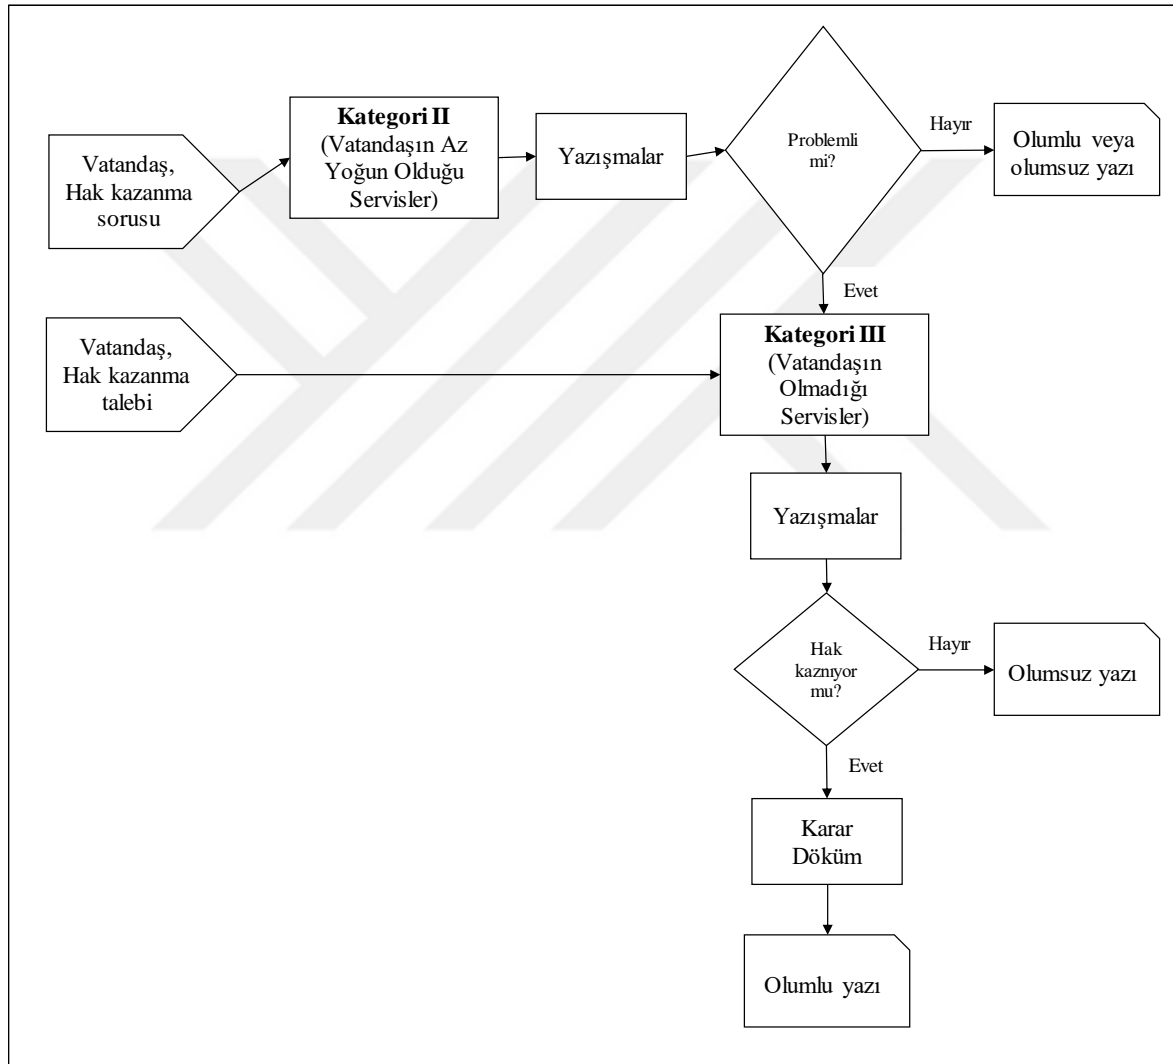 Vatandaş,
Hak kazanma
sorusu
Kategori II
(Vatandaşın Az
Yoğun Olduğu
Servisler)
Yazışmalar
Problemli
mi?
Hayır
Olumlu veya
olumsuz yazı
Evet
Vatandaş,
Hak kazanma
talebi
Kategori III
(Vatandaşın
Olmadığı
Servisler)
Yazışmalar
Hak
kaznıyor
mu?
Hayır
Olumsuz yazı
Evet
Karar
Döküm
Olumlu yazı